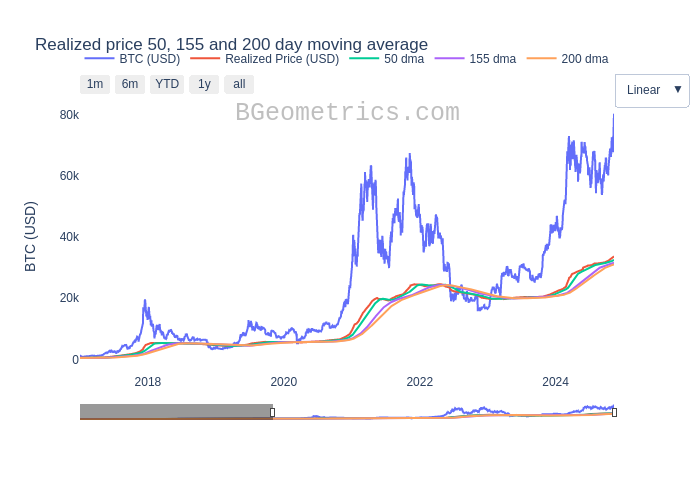 Realized price 50, 155 and 200 day moving average
BTC (USD) Realized Price (USD) 50 dma 155 dma 200 dma
1m 6m YTD 1y all
Linear ▼
BGeometrics.com
80k
60k
40k
20k
0
BTC (USD)
2018 2020 2022 2024